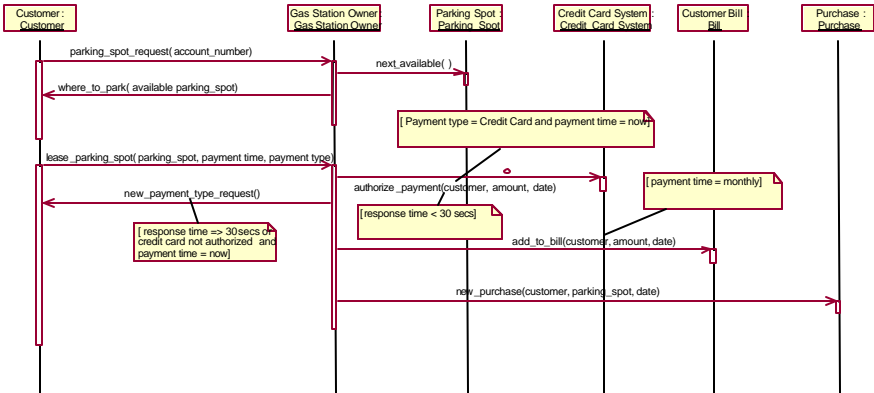 Customer :
Customer
Gas Station Owner :
Gas Station Owner
Parking Spot :
Parking_Spot
Credit Card System :
Credit_Card System
Customer Bill :
Bill
Purchase :
Purchase
parking_spot_request( account_number)
next_available( )
where_to_park( available parking_spot)
[ Payment type = Credit Card and payment time = now]
lease_parking_spot( parking_spot, payment time, payment type)
authorize_payment(customer, amount, date)
[ payment time = monthly]
new_payment_type_request()
[response time < 30 secs]
[ response time => 30secs or
credit card not authorized and
payment time = now]
add_to_bill(customer, amount, date)
new_purchase(customer, parking_spot, date)